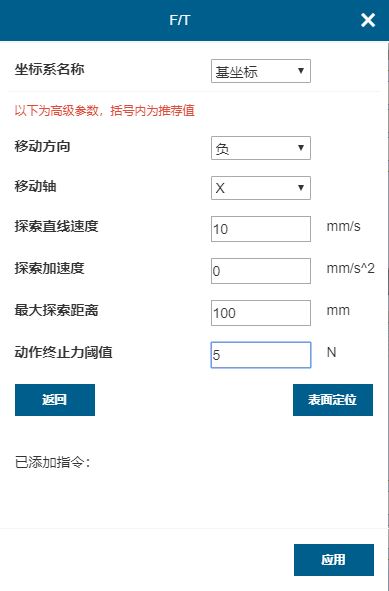 F/T ×
坐标系名称 基坐标
以下为高级参数，括号内为推荐值
移动方向 负
移动轴 X
探索直线速度 10 mm/s
探索加速度 0 mm/s^2
最大探索距离 100 mm
动作终止力阈值 5 N
返回 表面定位
已添加指令：
应用